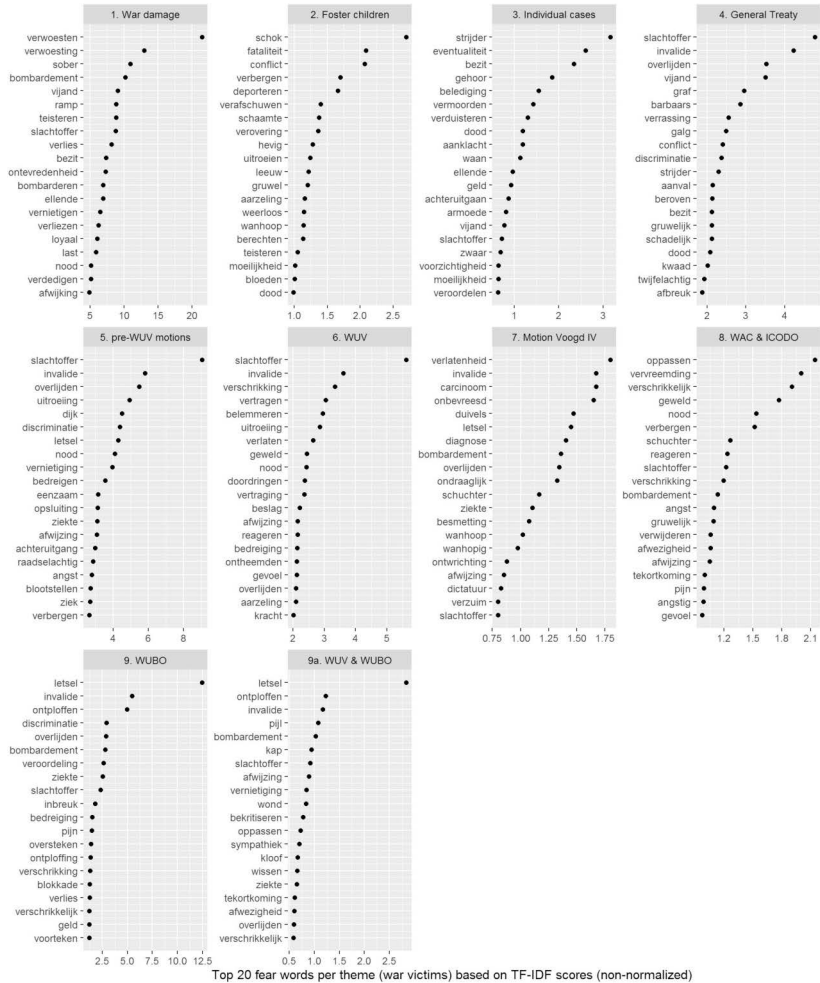 1. War damage
verwoesten
verwoesting
sober
bombardement
vijand
ramp
teisteren
slachtoffer
verlies
bezit
ontevredenheid
bombarderen
ellende
vernietigen
verliezen
loyaal
last
nood
verdedigen
afwijking
5 10 15 20
2. Foster children
schok
fataliteit
conflict
verbergen
deporteren
verafschuwen
schaamte
verovering
hevig
uitroeien
leeuw
gruwel
aarzeling
weerloos
wanhoop
berechten
teisteren
moeilijkheid
bloeden
dood
1.0 1.5 2.0 2.5
3. Individual cases
strijder
eventualiteit
bezit
gehoor
belediging
vermoorden
verduisteren
dood
aanklacht
waan
ellende
geld
achteruitgaan
armoede
vijand
slachtoffer
zwaar
voorzichtigheid
moeilijkheid
veroordelen
1 2 3
4. General Treaty
slachtoffer
invalide
overlijden
vijand
graf
barbaars
verrassing
galg
conflict
discriminatie
strijder
aanval
beroven
bezit
gruwelijk
schadelijk
dood
kwaad
twijfelachtig
afbreuk
2 3 4
5. pre-WUV motions
slachtoffer
invalide
overlijden
uitroeiing
dijk
discriminatie
letsel
nood
vernietiging
bedreigen
eenzaam
opsluiting
ziekte
afwijzing
achteruitgang
raadselachtig
angst
blootstellen
ziek
verbergen
4 6 8
6. WUV
slachtoffer
invalide
verschrikking
vertragen
belemmeren
uitroeiing
verlaten
geweld
nood
doordringen
vertraging
beslag
afwijzing
reageren
bedreiging
ontheemden
gevoel
overlijden
aarzeling
kracht
2 3 4 5
7. Motion Voogd IV
verlatenheid
invalide
carcinoom
onbevreesd
duivels
letsel
diagnose
bombardement
overlijden
ondraaglijk
schuchter
ziekte
besmetting
wanhoop
wanhopig
ontwrichting
afwijzing
dictatuur
verzuim
slachtoffer
0.75 1.00 1.25 1.50 1.75
8. WAC & ICODO
oppassen
vervreemding
verschrikkelijk
geweld
nood
verbergen
schuchter
reageren
slachtoffer
verschrikking
bombardement
angst
gruwelijk
verwijderen
afwezigheid
afwijzing
tekortkoming
pijn
angstig
gevoel
1.2 1.5 1.8 2.1
9. WUBO
letsel
invalide
ontploffen
discriminatie
overlijden
bombardement
veroordeling
ziekte
slachtoffer
inbreuk
bedreiging
pijn
oversteken
ontploffing
verschrikking
blokkade
verlies
verschrikkelijk
geld
voorteken
2.5 5.0 7.5 10.0 12.5
9a. WUV & WUBO
letsel
ontploffen
invalide
pijl
bombardement
kap
slachtoffer
afwijzing
vernietiging
wond
bekritiseren
oppassen
sympathiek
kloof
wissen
ziekte
tekortkoming
afwezigheid
overlijden
verschrikkelijk
0.5 1.0 1.5 2.0 2.5
Top 20 fear words per theme (war victims) based on TF-IDF scores (non-normalized)